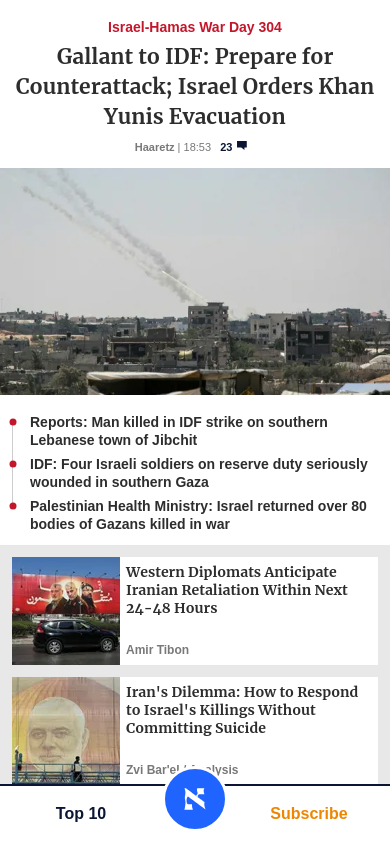 Israel-Hamas War Day 304
Gallant to IDF: Prepare for
Counterattack; Israel Orders Khan
Yunis Evacuation
Haaretz | 18:53 23
Reports: Man killed in IDF strike on southern
Lebanese town of Jibchit
IDF: Four Israeli soldiers on reserve duty seriously
wounded in southern Gaza
Palestinian Health Ministry: Israel returned over 80
bodies of Gazans killed in war
Western Diplomats Anticipate
Iranian Retaliation Within Next
24-48 Hours
Amir Tibon
Iran's Dilemma: How to Respond
to Israel's Killings Without
Committing Suicide
Zvi Bar'el / Analysis
Top 10
Subscribe